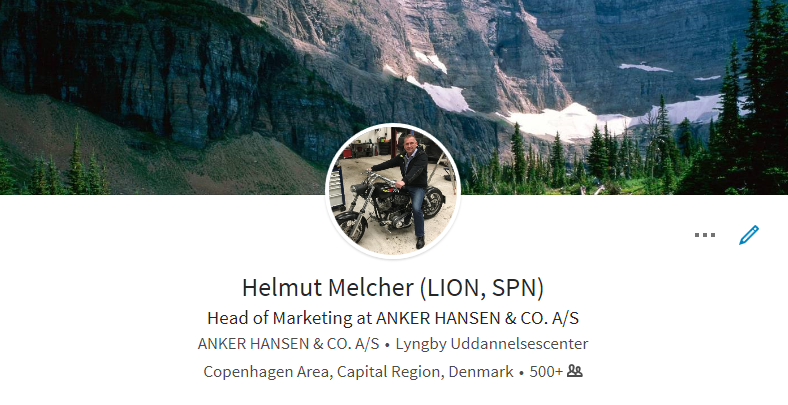 Helmut Melcher (LION, SPN)
Head of Marketing at ANKER HANSEN & CO. A/S
ANKER HANSEN & CO. A/S • Lyngby Uddannelsescenter
Copenhagen Area, Capital Region, Denmark • 500+